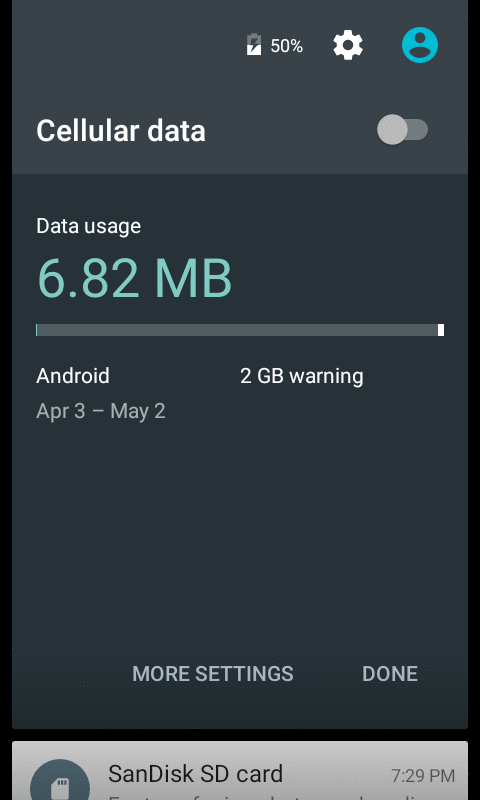 50%
Cellular data
Data usage
6.82 MB
Android
2 GB warning
Apr 3 – May 2
MORE SETTINGS
DONE
SanDisk SD card
7:29 PM